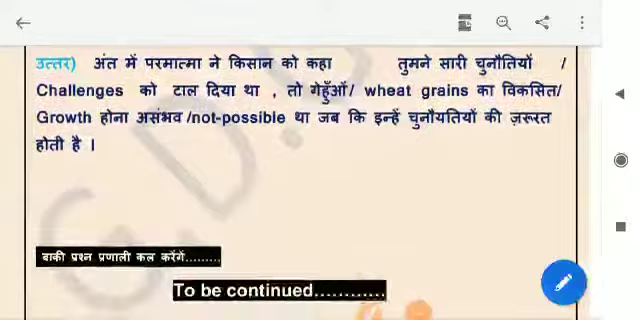 उत्तर) अंत में परमात्मा ने किसान को कहा तुमने सारी चुनौतियों /
Challenges को टाल दिया था , तो गेहुँओं/ wheat grains का विकसित/
Growth होना असंभव /not-possible था जब कि इन्हें चुनौयतियों की ज़रूरत
होती है ।
बाकी प्रश्न प्रणाली कल करेंगें.........
To be continued............